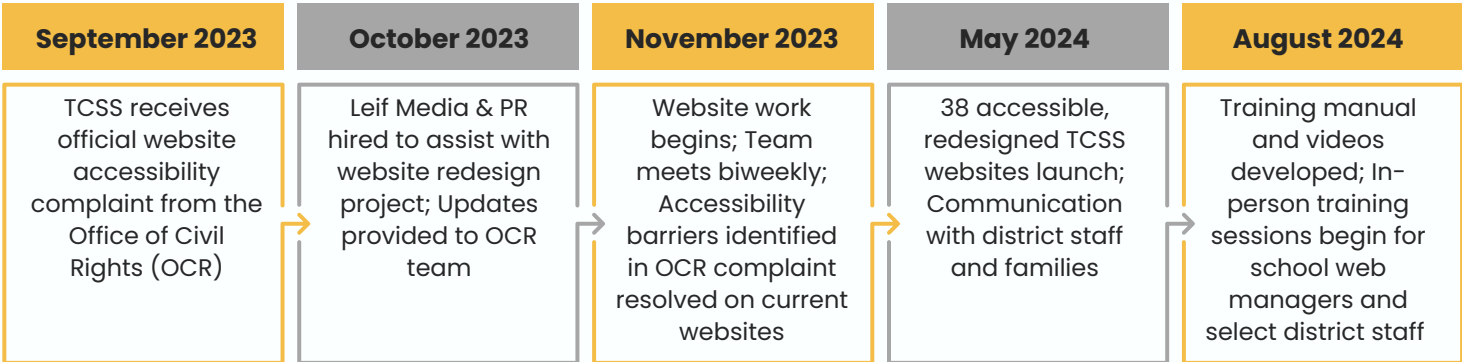 September 2023
TCSS receives
official website
accessibility
complaint from the
Office of Civil
Rights (OCR)
October 2023
Leif Media & PR
hired to assist with
website redesign
project; Updates
provided to OCR
team
November 2023
Website work
begins; Team
meets biweekly;
Accessibility
barriers identified
in OCR complaint
resolved on current
websites
May 2024
38 accessible,
redesigned TCSS
websites launch;
Communication
with district staff
and families
August 2024
Training manual
and videos
developed; In-
person training
sessions begin for
school web
managers and
select district staff